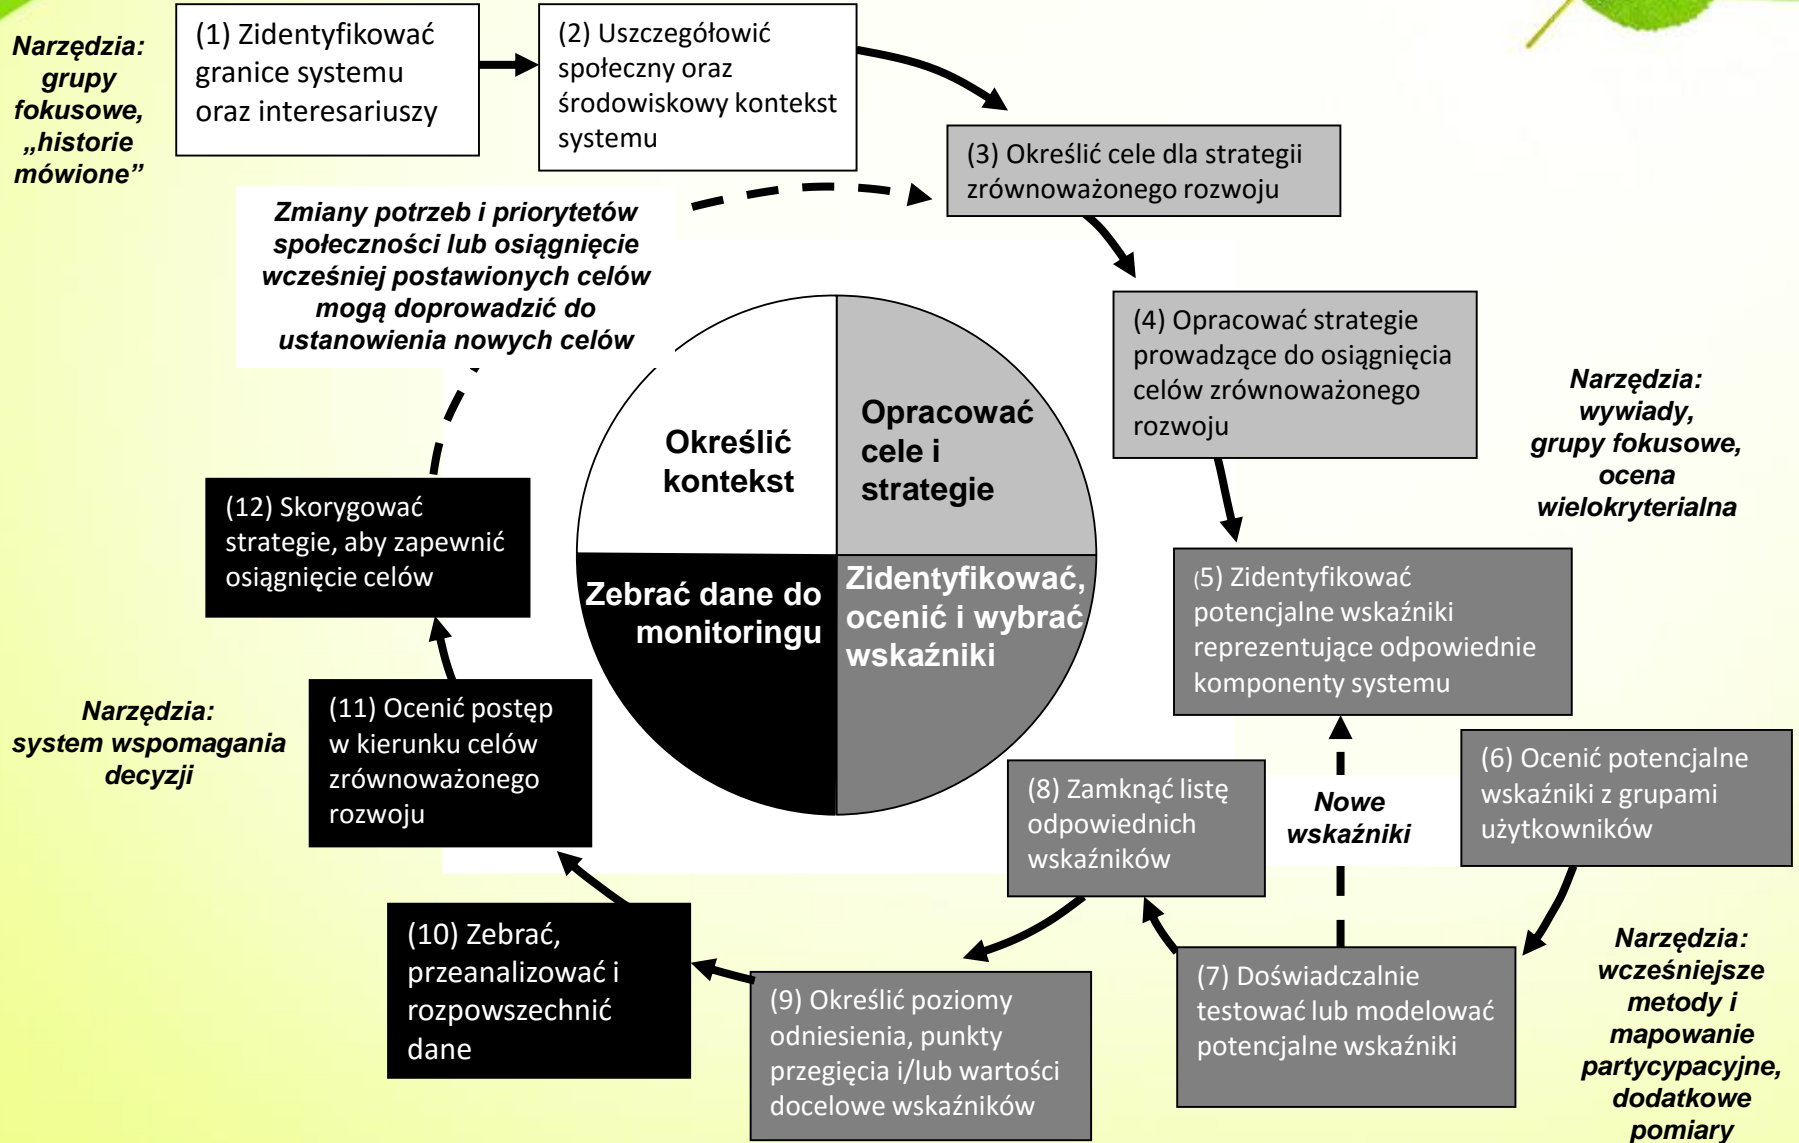 Narzędzia:
grupy
fokusowe,
„historie
mówione”
(1) Zidentyfikować
granice systemu
oraz interesariuszy
(2) Uszczegółowić
społeczny oraz
środowiskowy kontekst
systemu
(3) Określić cele dla strategii
zrównoważonego rozwoju
Zmiany potrzeb i priorytetów
społeczności lub osiągnięcie
wcześniej postawionych celów
mogą doprowadzić do
ustanowienia nowych celów
(4) Opracować strategie
prowadzące do osiągnięcia
celów zrównoważonego
rozwoju
Narzędzia:
wywiady,
grupy fokusowe,
ocena
wielokryterialna
Określić
kontekst
Opracować
cele i
strategie
Zebrać dane do
monitoringu
Zidentyfikować,
ocenić i wybrać
wskaźniki
(5) Zidentyfikować
potencjalne wskaźniki
reprezentujące odpowiednie
komponenty systemu
(12) Skorygować
strategie, aby zapewnić
osiągnięcie celów
Narzędzia:
system wspomagania
decyzji
(11) Ocenić postęp
w kierunku celów
zrównoważonego
rozwoju
(8) Zamknąć listę
odpowiednich
wskaźników
Nowe
wskaźniki
(6) Ocenić potencjalne
wskaźniki z grupami
użytkowników
(10) Zebrać,
przeanalizować i
rozpowszechnić
dane
(9) Określić poziomy
odniesienia, punkty
przegięcia i/lub wartości
docelowe wskaźników
(7) Doświadczalnie
testować lub modelować
potencjalne wskaźniki
Narzędzia:
wcześniejsze
metody i
mapowanie
partycypacyjne,
dodatkowe
pomiary